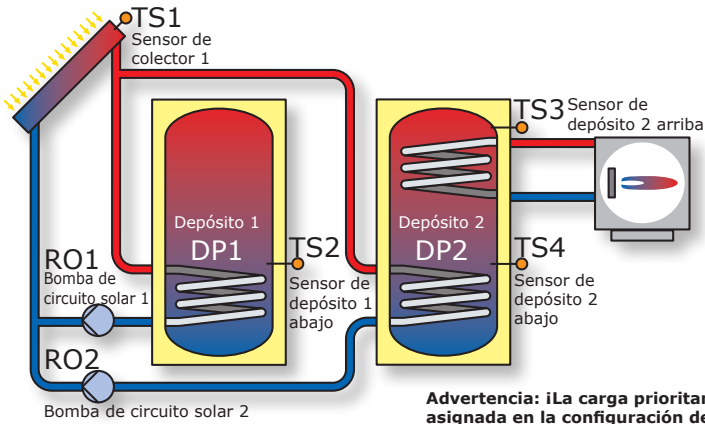 TS1
Sensor de
colector 1
TS3
Sensor de
depósito 2 arriba
Depósito 1
DP1
Depósito 2
DP2
TS2
Sensor de
depósito 1
abajo
TS4
Sensor de
depósito 2
abajo
RO1
Bomba de
circuito solar 1
RO2
Bomba de circuito solar 2
Advertencia: ¡La carga prioritar
asignada en la configuración de